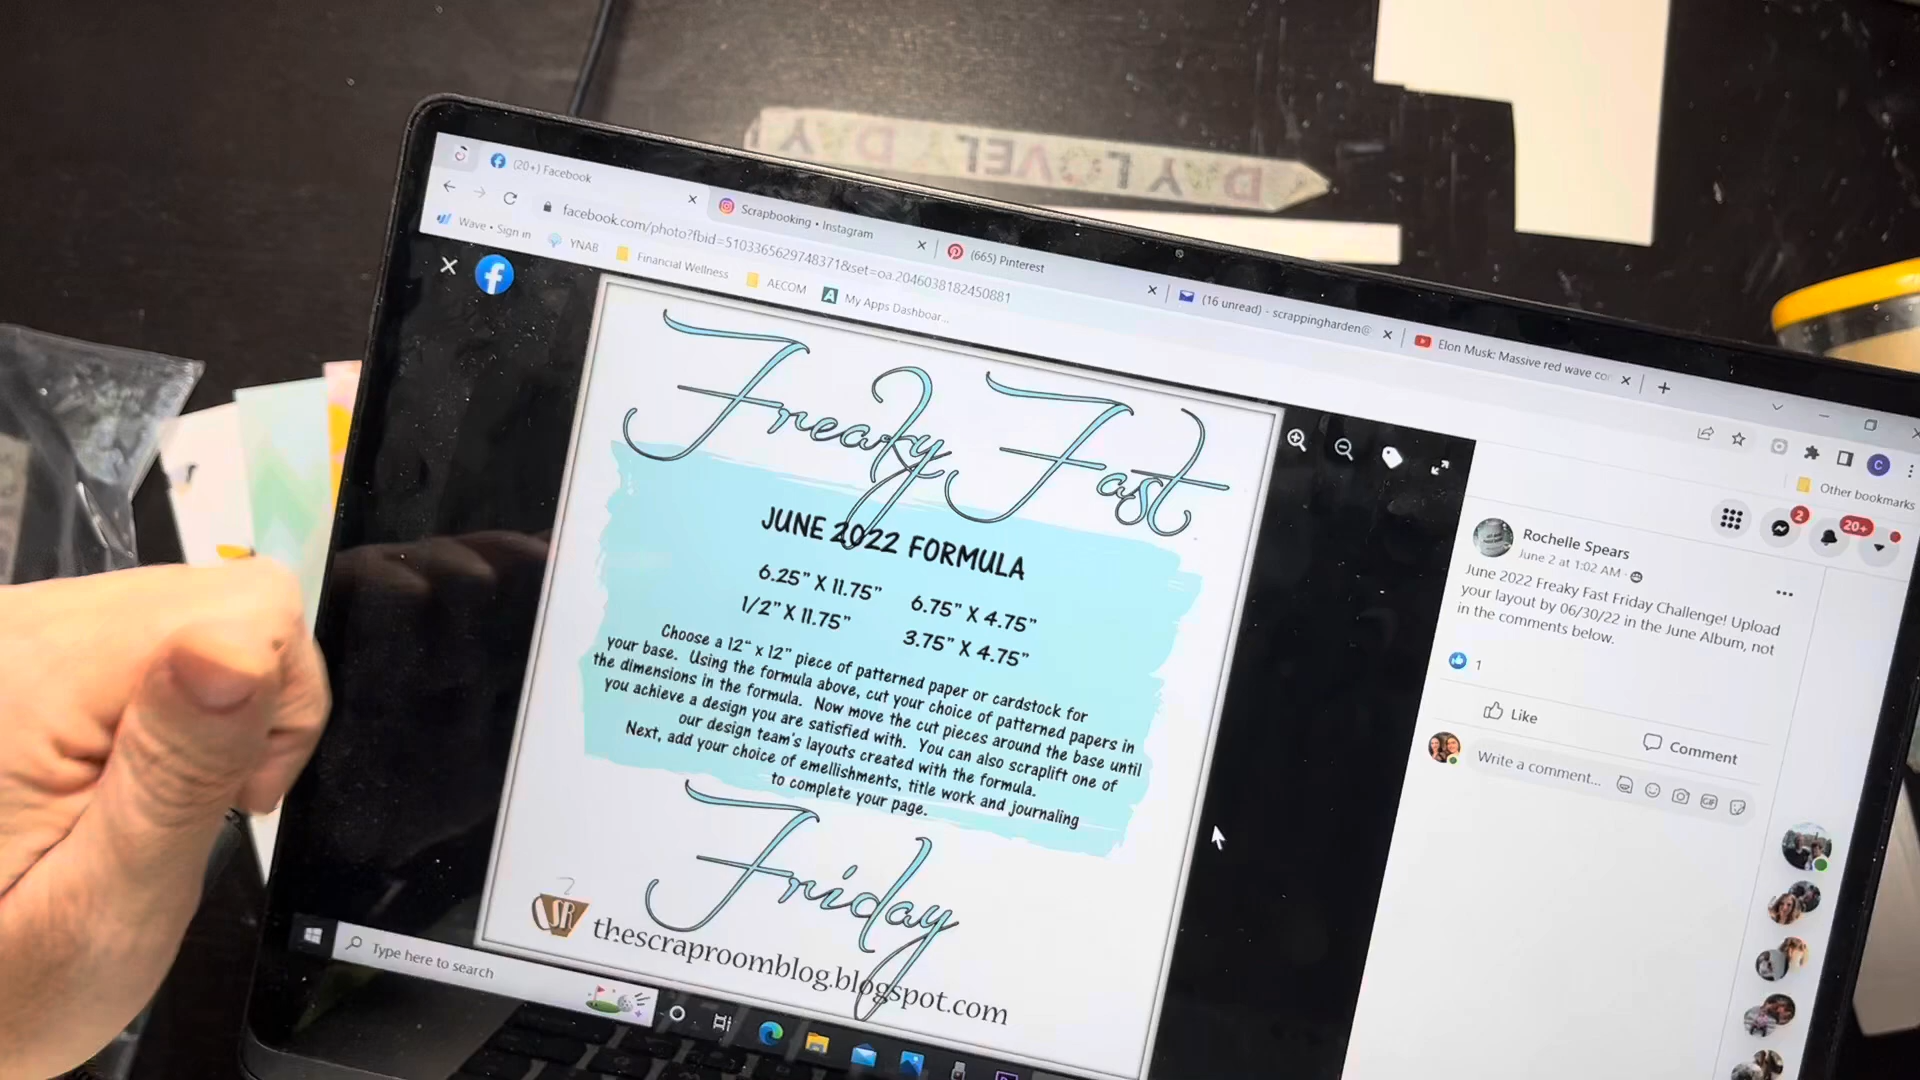 (20+) Facebook
Scrapbooking • Instagram
(665) Pinterest
(16 unread) - scrappingharden@
Elon Musk: Massive red wave co
facebook.com/photo?fbid=5103365629748371&set=oa.2046038182450881
Wave • Sign in
YNAB
Financial Wellness
AECOM
My Apps Dashboar...
Other bookmarks
DAY LOVELY DAY
Freaky Fast
JUNE 2022 FORMULA
6.25" X 11.75" 6.75" X 4.75"
1/2" X 11.75" 3.75" X 4.75"
Choose a 12" x 12" piece of patterned paper or cardstock for
your base. Using the formula above, cut your choice of patterned papers in
the dimensions in the formula. Now move the cut pieces around the base until
you achieve a design you are satisfied with. You can also scraplift one of
our design team's layouts created with the formula.
Next, add your choice of emellishments, title work and journaling
to complete your page.
Friday
SR
thescraproomblog.blogspot.com
C
2
20+
Rochelle Spears
June 2 at 1:02 AM
June 2022 Freaky Fast Friday Challenge! Upload
your layout by 06/30/22 in the June Album, not
in the comments below.
1
Like
Comment
Write a comment...
GIF
Type here to search